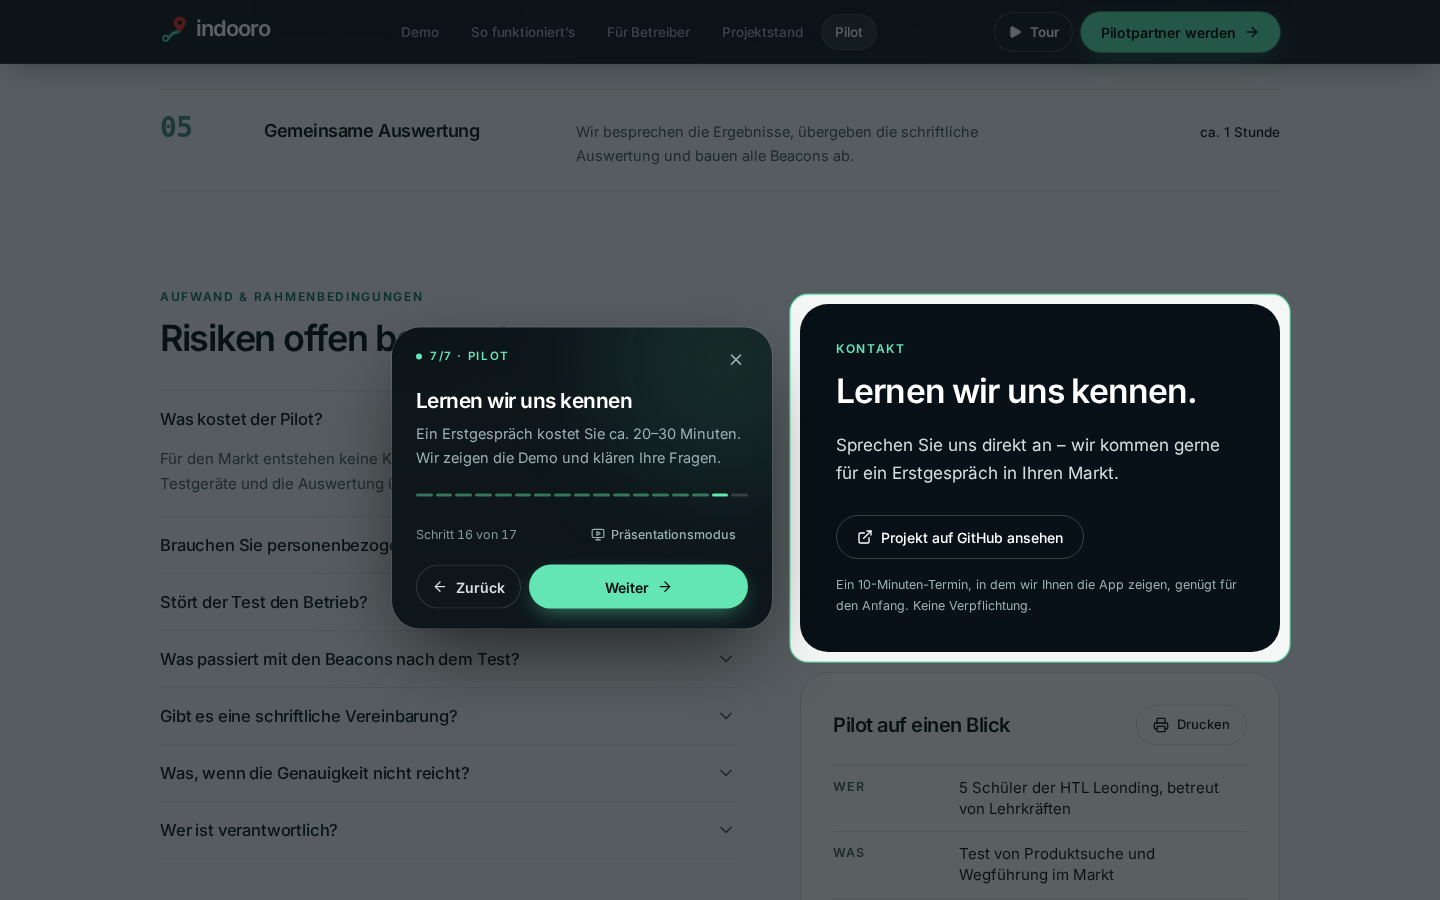 indooro
Demo
So funktioniert's
Für Betreiber
Projektstand
Pilot
Tour
Pilotpartner werden
05
Gemeinsame Auswertung
Wir besprechen die Ergebnisse, übergeben die schriftliche
Auswertung und bauen alle Beacons ab.
ca. 1 Stunde
AUFWAND & RAHMENBEDINGUNGEN
Risiken offen
Was kostet der Pilot?
Für den Markt entstehen keine
Testgeräte und die Auswertung
Brauchen Sie
Stört der Test den Betrieb?
Was passiert mit den Beacons nach dem Test?
Gibt es eine schriftliche Vereinbarung?
Was, wenn die Genauigkeit nicht reicht?
Wer ist verantwortlich?
7/7 · PILOT
Lernen wir uns kennen
Ein Erstgespräch kostet Sie ca. 20–30 Minuten.
Wir zeigen die Demo und klären Ihre Fragen.
Schritt 16 von 17
Präsentationsmodus
Zurück
Weiter
KONTAKT
Lernen wir uns kennen.
Sprechen Sie uns direkt an – wir kommen gerne
für ein Erstgespräch in Ihren Markt.
Projekt auf GitHub ansehen
Ein 10-Minuten-Termin, in dem wir Ihnen die App zeigen, genügt für
den Anfang. Keine Verpflichtung.
Pilot auf einen Blick
Drucken
WER
5 Schüler der HTL Leonding, betreut
von Lehrkräften
WAS
Test von Produktsuche und
Wegführung im Markt